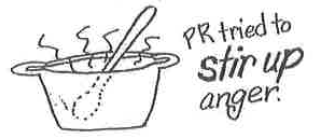 PR tried to
stir up
anger.